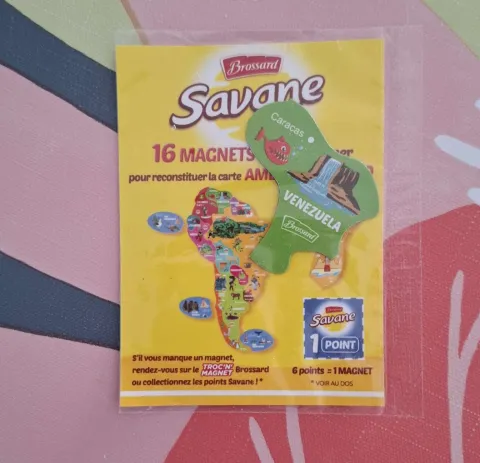 Brossard
Savane
16 MAGNETS
pour reconstituer la carte
Caracas
VENEZUELA
Brossard
Savane
1 POINT
S'il vous manque un magnet,
rendez-vous sur le TROC'N' MAGNET Brossard
ou collectionnez les points Savane ! *
6 points = 1 MAGNET
* VOIR AU DOS